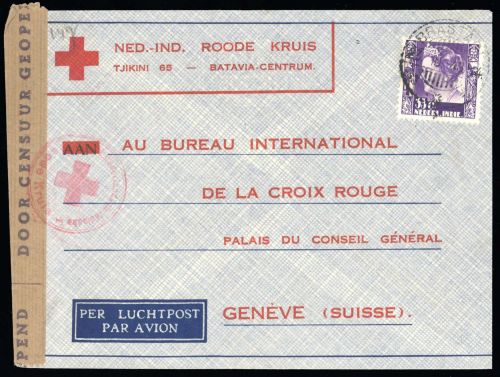 NED.-IND. ROODE KRUIS
TJIKINI 65 — BATAVIA-CENTRUM.
AAN AU BUREAU INTERNATIONAL
DE LA CROIX ROUGE
PALAIS DU CONSEIL GÉNÉRAL
GENÈVE (SUISSE).
PER LUCHTPOST
PAR AVION
PEND DOOR CENSUUR GEOPE
NEDERL. INDIE